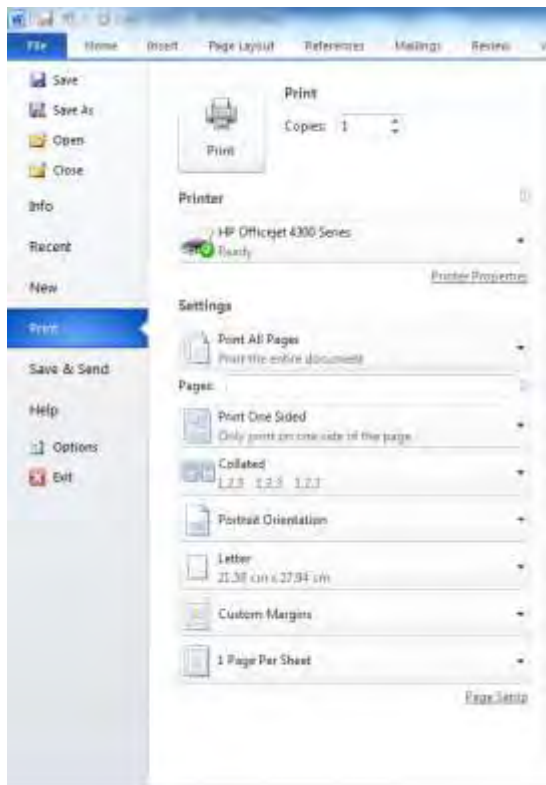 File Home Insert Page Layout References Mailings Review
Save
Save As
Open
Close
Info
Recent
New
Print
Save & Send
Help
Options
Exit
Print
Copies: 1
Print
Printer
HP Officejet 4300 Series
Ready
Printer Properties
Settings
Print All Pages
Print the entire document
Pages:
Print One Sided
Only print on one side of the page
Collated
1,2,3 1,2,3 1,2,3
Portrait Orientation
Letter
21.59 cm x 27.94 cm
Custom Margins
1 Page Per Sheet
Page Setup